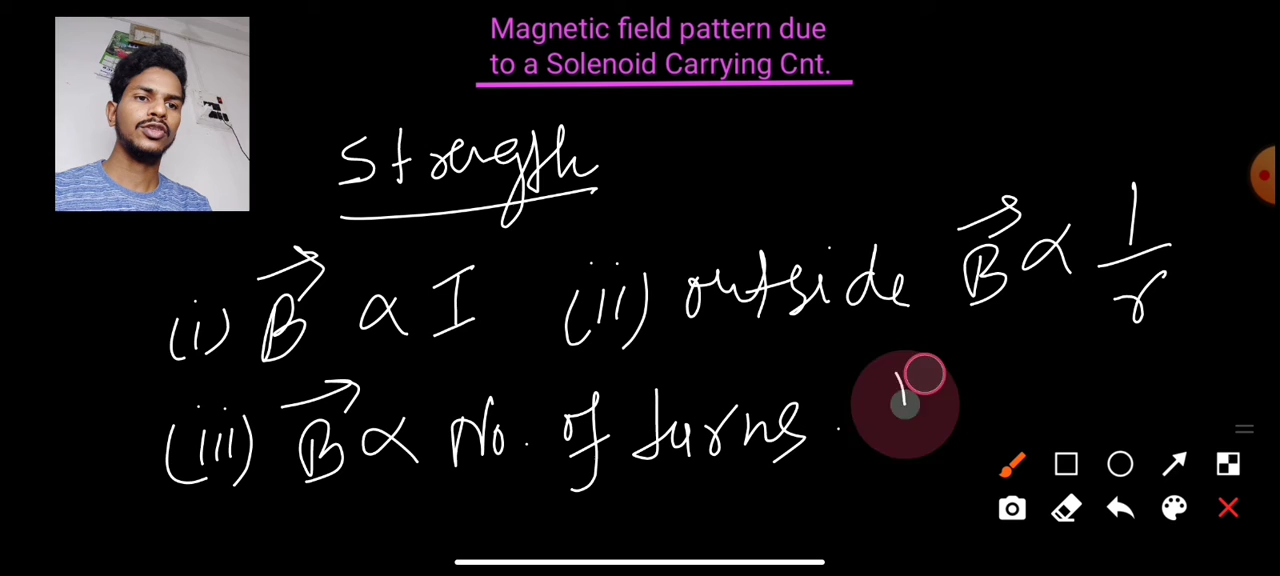 Magnetic field pattern due
to a Solenoid Carrying Cnt.
Strength
(i) B ∝ I (ii) outside B ∝ 1/r
(iii) B ∝ No. of turns.